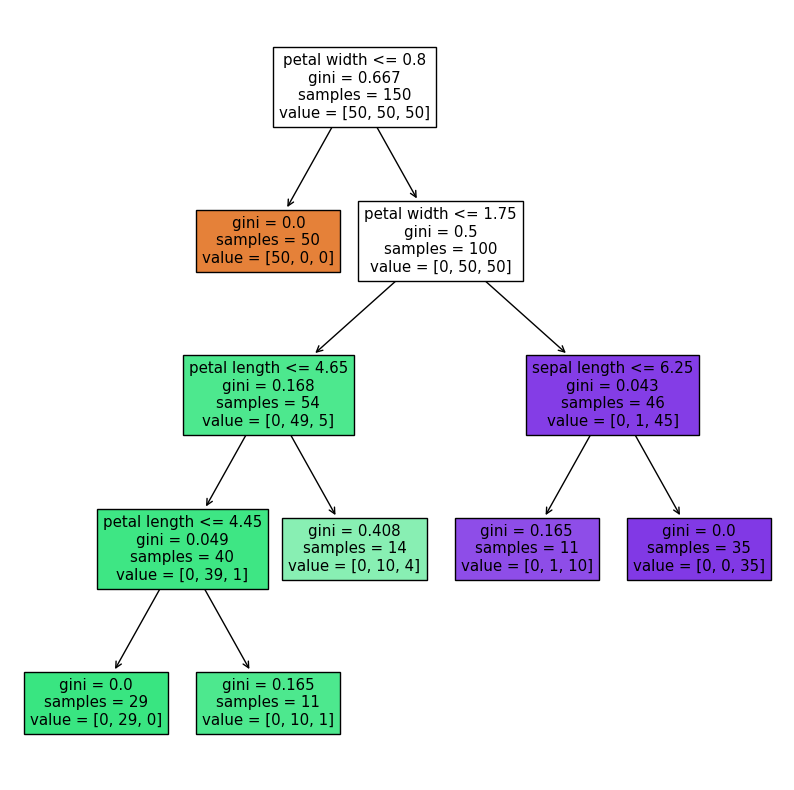 petal width <= 0.8
gini = 0.667
samples = 150
value = [50, 50, 50]
gini = 0.0
samples = 50
value = [50, 0, 0]
petal width <= 1.75
gini = 0.5
samples = 100
value = [0, 50, 50]
petal length <= 4.65
gini = 0.168
samples = 54
value = [0, 49, 5]
sepal length <= 6.25
gini = 0.043
samples = 46
value = [0, 1, 45]
petal length <= 4.45
gini = 0.049
samples = 40
value = [0, 39, 1]
gini = 0.408
samples = 14
value = [0, 10, 4]
gini = 0.165
samples = 11
value = [0, 1, 10]
gini = 0.0
samples = 35
value = [0, 0, 35]
gini = 0.0
samples = 29
value = [0, 29, 0]
gini = 0.165
samples = 11
value = [0, 10, 1]